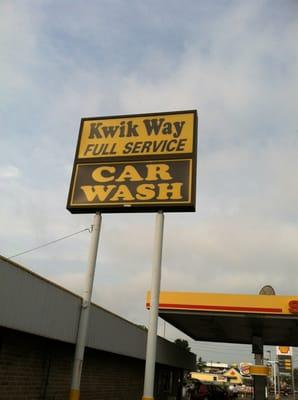 Kwik Way
FULL SERVICE
CAR
WASH